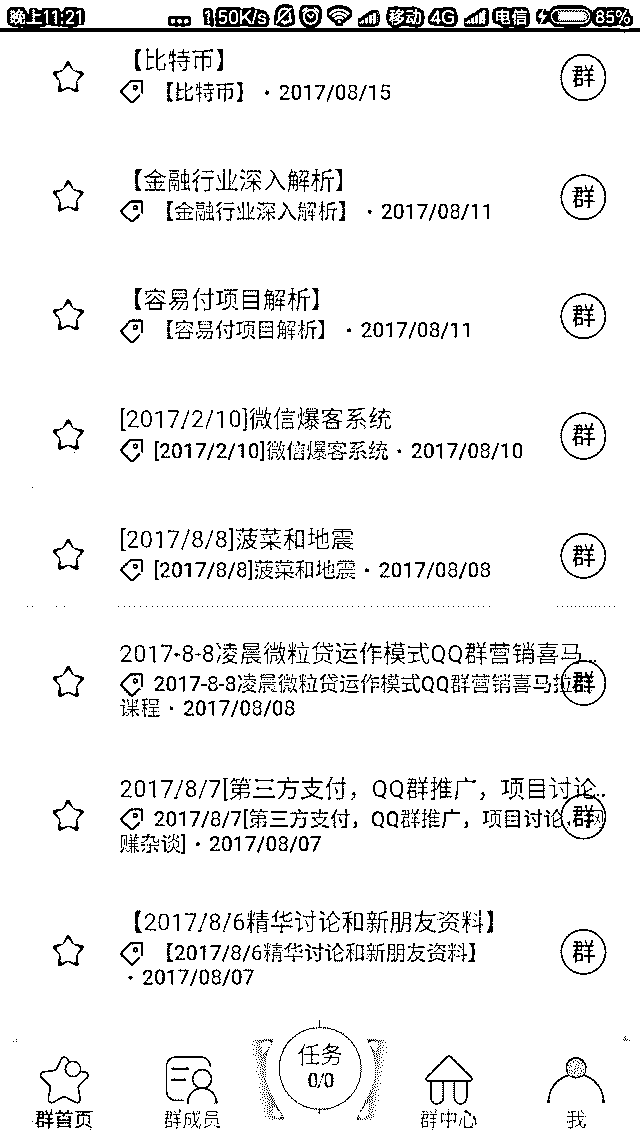 晚上11:21 ... 1.50K/s 移动 4G 电信 85%
【比特币】
【比特币】 · 2017/08/15
群
【金融行业深入解析】
【金融行业深入解析】 · 2017/08/11
群
【容易付项目解析】
【容易付项目解析】 · 2017/08/11
群
[2017/2/10]微信爆客系统
[2017/2/10]微信爆客系统 · 2017/08/10
群
[2017/8/8]菠菜和地震
[2017/8/8]菠菜和地震 · 2017/08/08
群
2017-8-8凌晨微粒贷运作模式QQ群营销喜马...
2017-8-8凌晨微粒贷运作模式QQ群营销喜马拉
课程 · 2017/08/08
群
2017/8/7[第三方支付，QQ群推广，项目讨论..
2017/8/7[第三方支付，QQ群推广，项目讨论，网
赚杂谈] · 2017/08/07
群
【2017/8/6精华讨论和新朋友资料】
【2017/8/6精华讨论和新朋友资料】
· 2017/08/07
群
任务
0/0
群首页 群成员 群中心 我